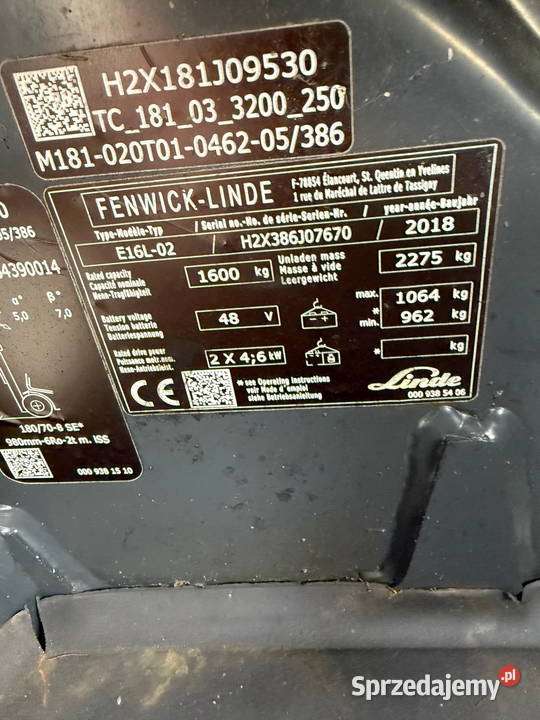 H2X181J09530
TC_181_03_3200_250
M181-020T01-0462-05/386
FENWICK-LINDE
F-78854 Élancourt, St. Quentin en Yvelines
1 rue du Maréchal de Lattre de Tassigny
Type-Modèle-Typ / Serial no.-No. de série-Serien-Nr. / year-année-Baujahr
E16L-02 / H2X386J07670 / 2018
Rated capacity
Capacité nominale
Nenn-Tragfähigkeit
1600 kg
Unladen mass
Masse à vide
Leergewicht
2275 kg
Battery voltage
Tension batterie
Batteriespannung
48 V
max. 1064 kg
* min. 962 kg
Rated drive power
Puissance motr.nom.
Nenn-Antriebsleist.
2 X 4,6 kW
* kg
CE
* see Operating Instructions
voir Mode d'emploi
siehe Betriebsanleitung
Linde
000 938 54 06
0
05/386
4390014
α° β°
5,0 7,0
180/70-8 SE*
980mm-6Ro-2t m. ISS
000 938 15 10
Sprzedajemy.pl